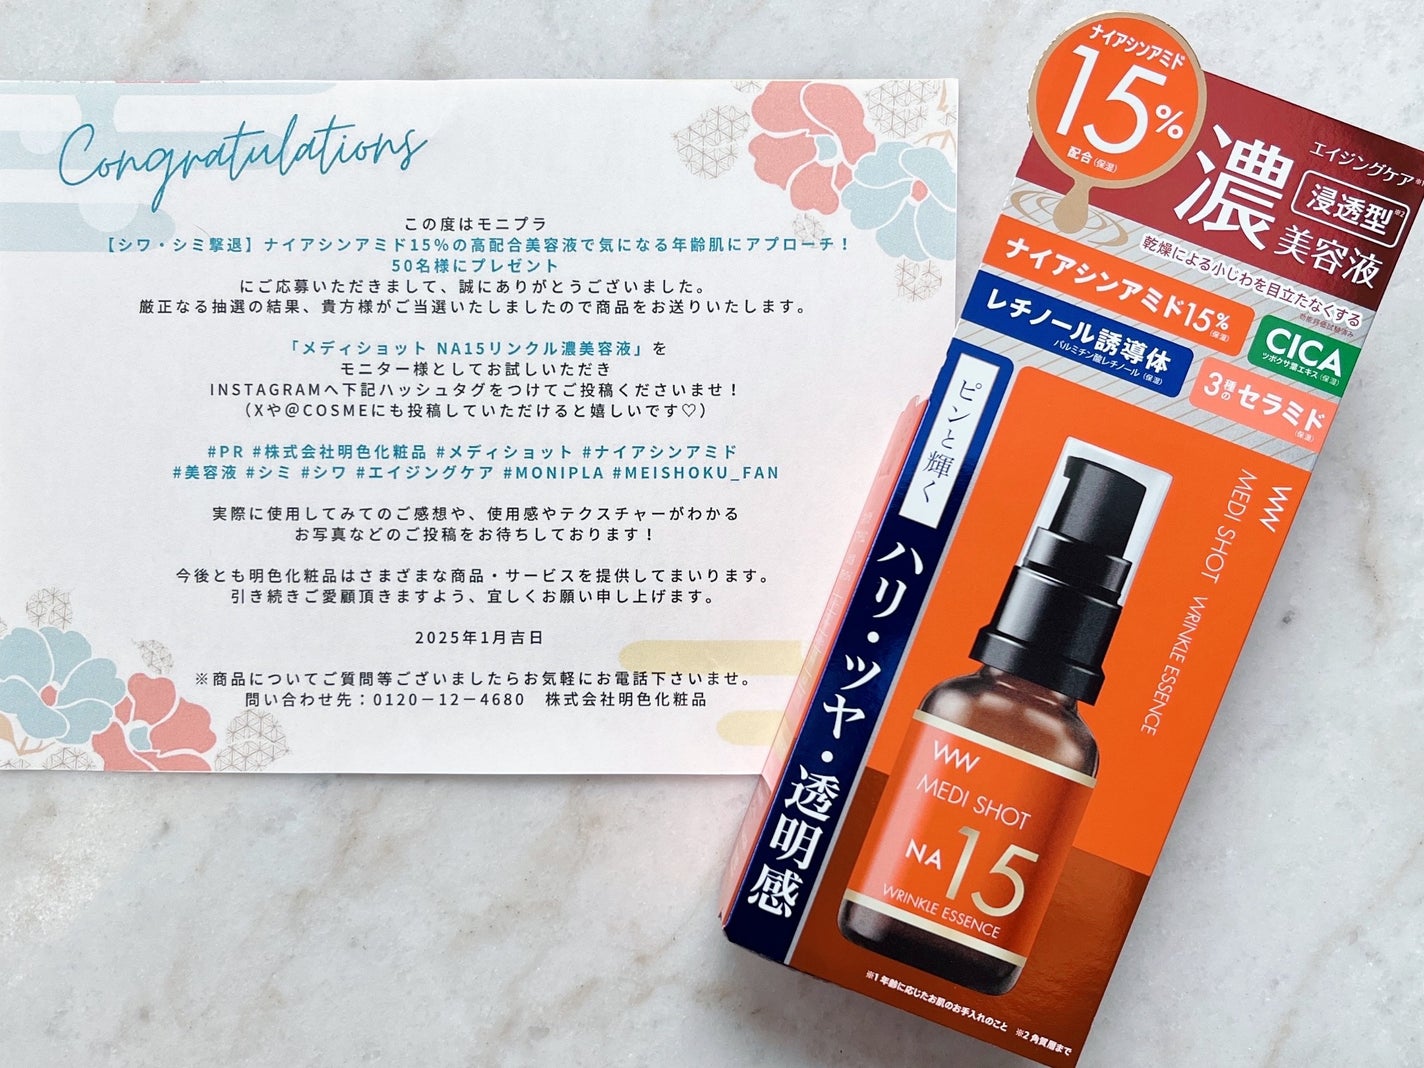 Congratulations
この度はモニプラ
【シワ・シミ撃退】ナイアシンアミド15%の高配合美容液で気になる年齢肌にアプローチ！
50名様にプレゼント
にご応募いただきまして、誠にありがとうございました。
厳正なる抽選の結果、貴方様がご当選いたしましたので商品をお送りいたします。
「メディショット NA15リンクル濃美容液」を
モニター様としてお試しいただき
INSTAGRAMへ下記ハッシュタグをつけてご投稿くださいませ！
（Xや@COSMEにも投稿していただけると嬉しいです♡）
#PR #株式会社明色化粧品 #メディショット #ナイアシンアミド
#美容液 #シミ #シワ #エイジングケア #MONIPLA #MEISHOKU_FAN
実際に使用してみてのご感想や、使用感やテクスチャーがわかる
お写真などのご投稿をお待ちしております！
今後とも明色化粧品はさまざまな商品・サービスを提供してまいります。
引き続きご愛顧頂きますよう、宜しくお願い申し上げます。
2025年1月吉日
※商品についてご質問等ございましたらお気軽にお電話下さいませ。
問い合わせ先：0120－12－4680　株式会社明色化粧品
ナイアシンアミド
15%
配合（保湿）
エイジングケア※1
濃
浸透型※2
美容液
乾燥による小じわを目立たなくする
効能評価試験済み
ナイアシンアミド15%（保湿）
レチノール誘導体
パルミチン酸レチノール（保湿）
CICA
ツボクサ葉エキス（保湿）
3種のセラミド
（保湿）
ピンと輝く
ハリ・ツヤ・透明感
MEDI SHOT WRINKLE ESSENCE
MEDI SHOT
NA15
WRINKLE ESSENCE
※1 年齢に応じたお肌のお手入れのこと ※2 角質層まで